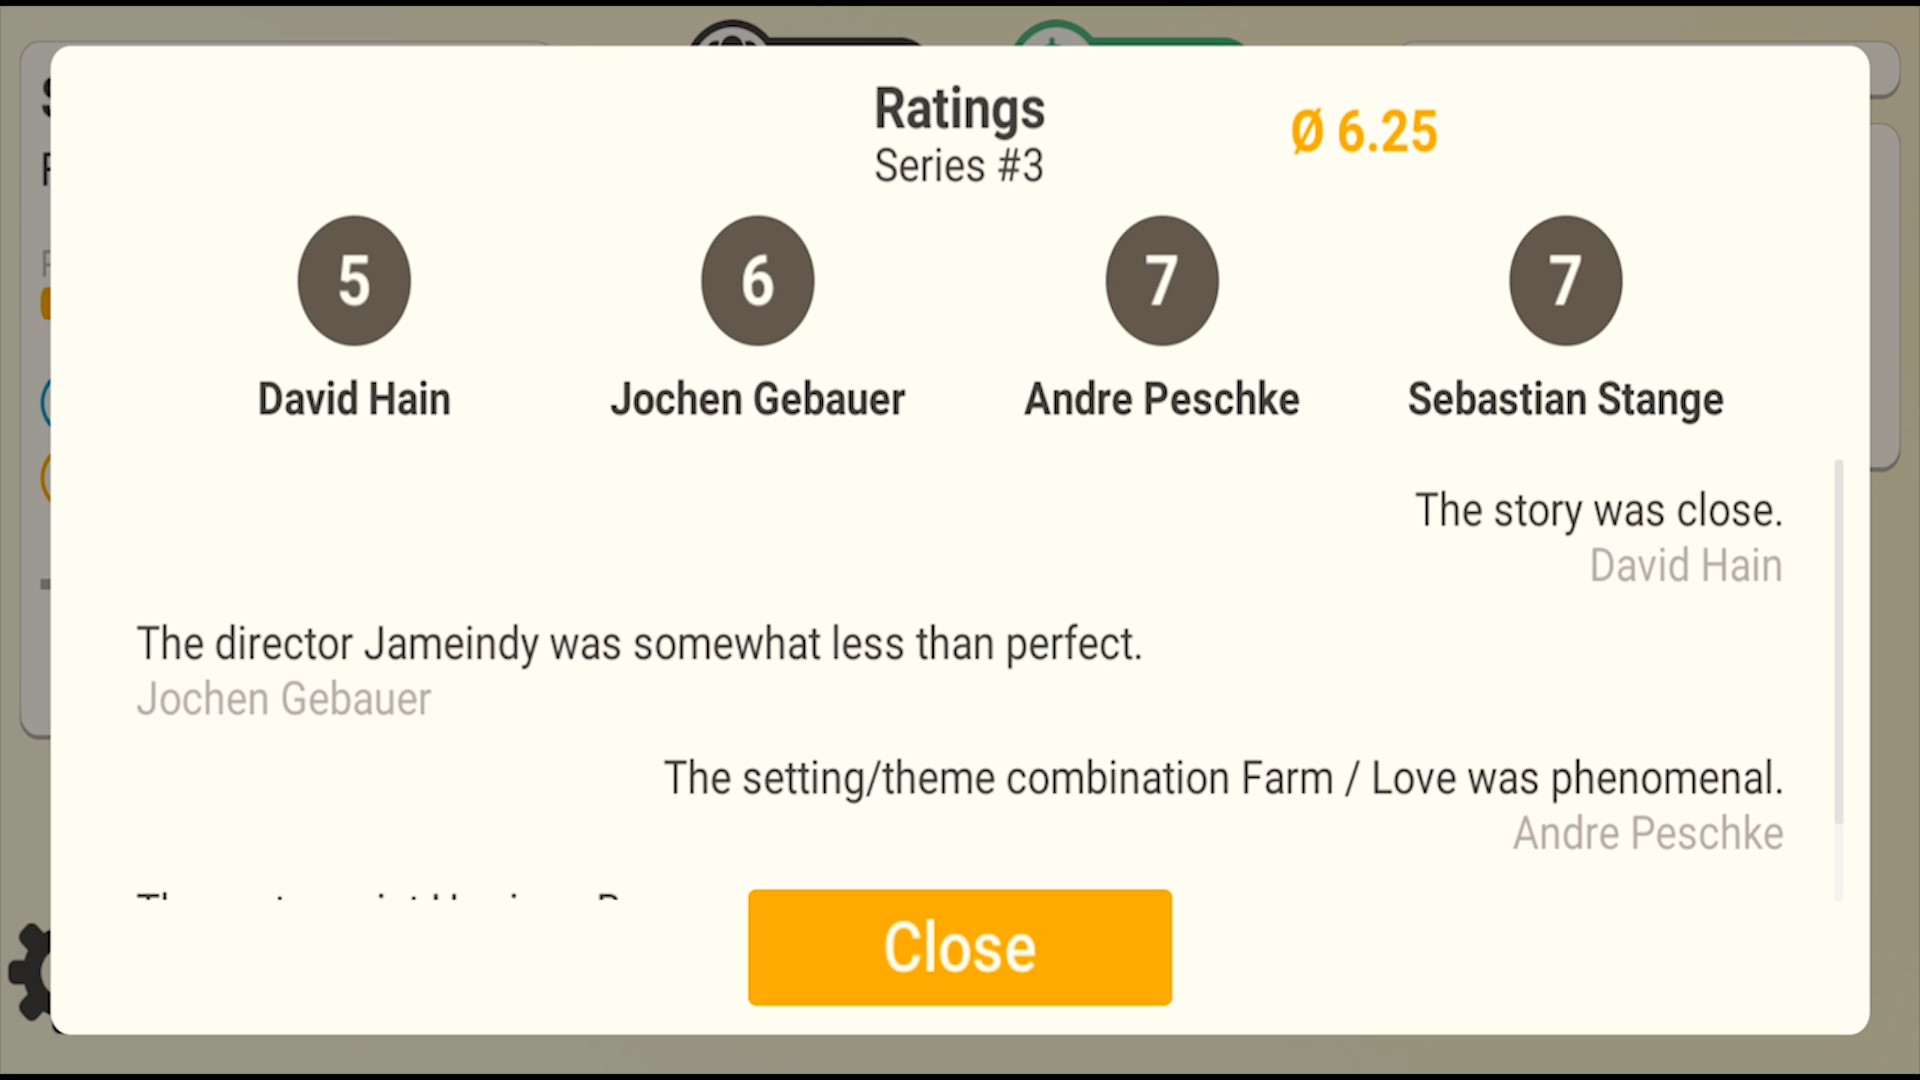 Ratings
Series #3
Ø 6.25
5
6
7
7
David Hain
Jochen Gebauer
Andre Peschke
Sebastian Stange
The story was close.
David Hain
The director Jameindy was somewhat less than perfect.
Jochen Gebauer
The setting/theme combination Farm / Love was phenomenal.
Andre Peschke
Close